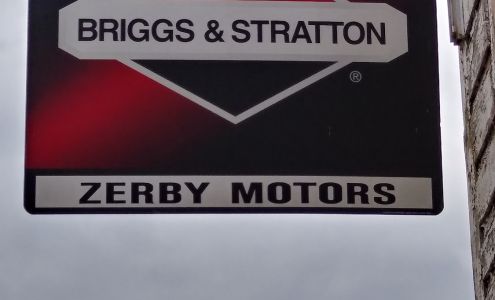 BRIGGS & STRATTON
®
ZERBY MOTORS